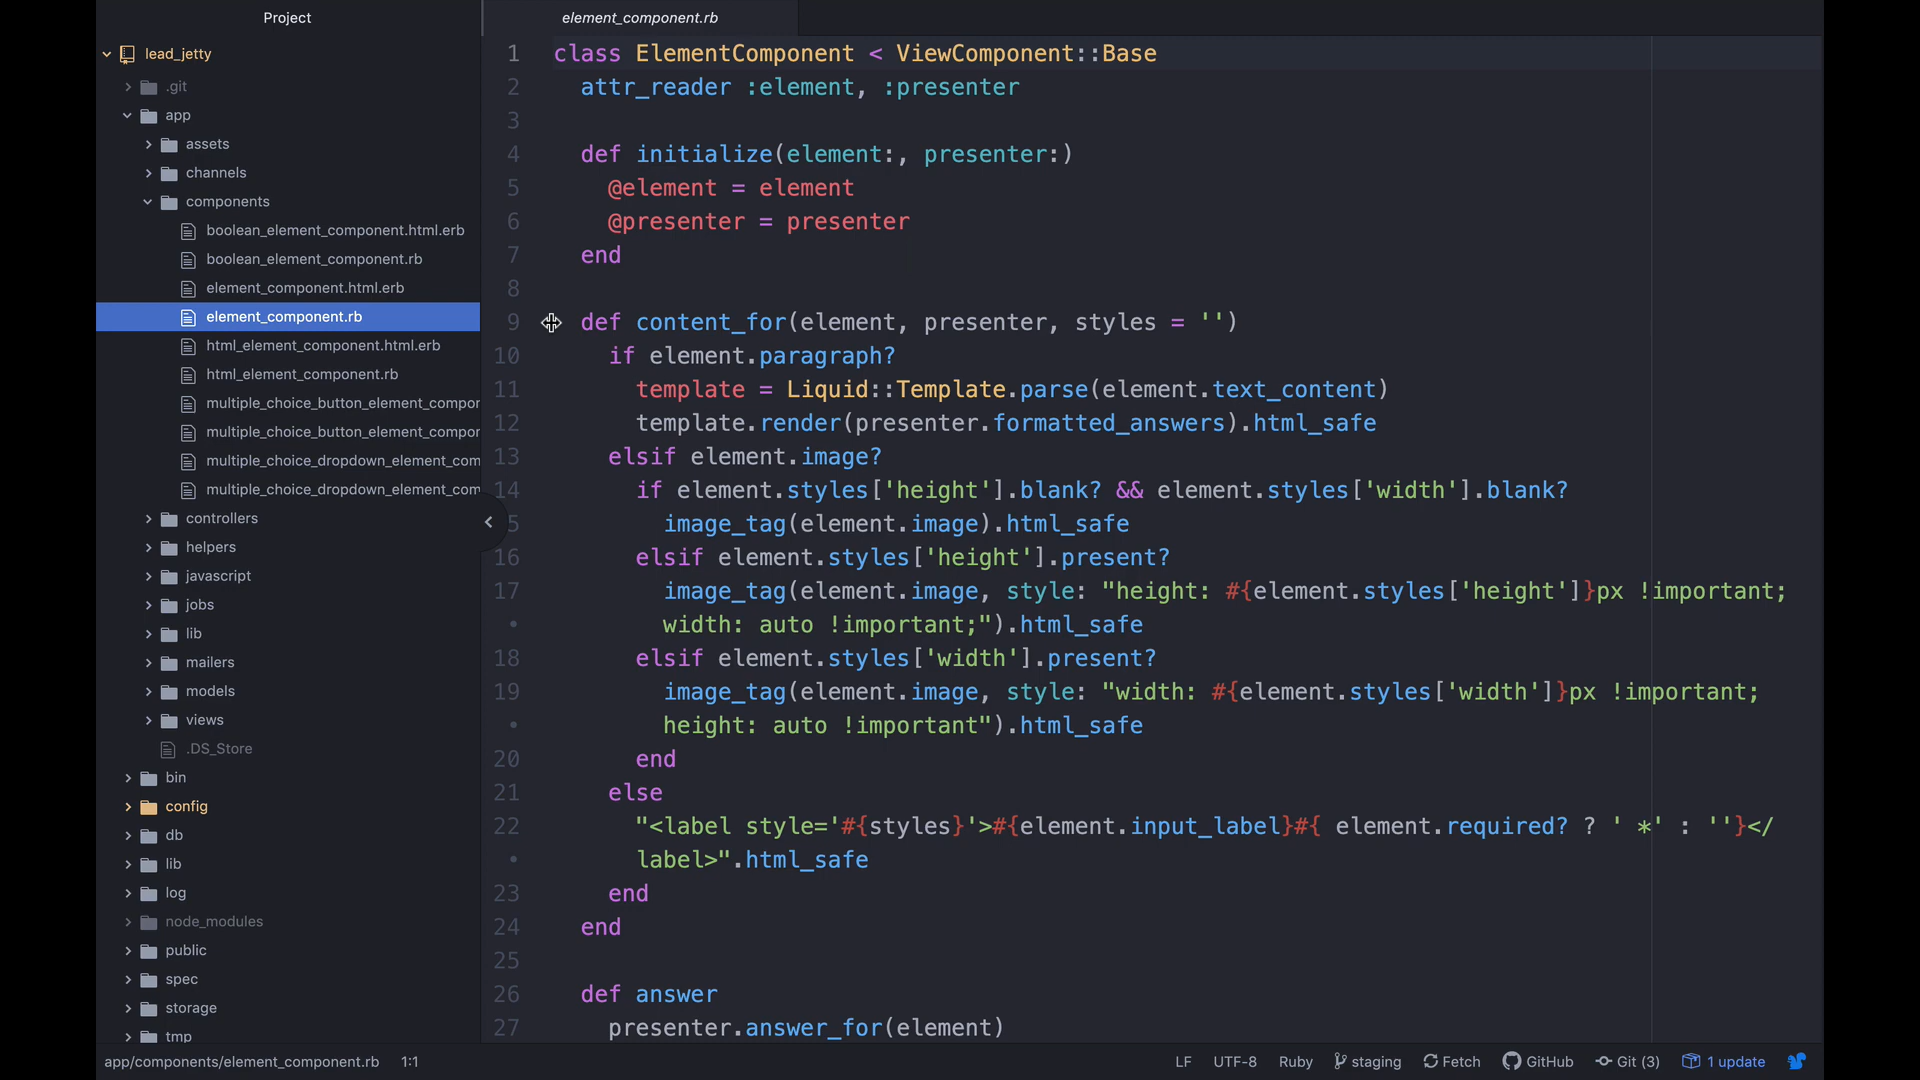 Project
lead_jetty
.git
app
assets
channels
components
boolean_element_component.html.erb
boolean_element_component.rb
element_component.html.erb
element_component.rb
html_element_component.html.erb
html_element_component.rb
multiple_choice_button_element_compor
multiple_choice_button_element_compor
multiple_choice_dropdown_element_com
multiple_choice_dropdown_element_com
controllers
helpers
javascript
jobs
lib
mailers
models
views
.DS_Store
bin
config
db
lib
log
node_modules
public
spec
storage
tmp
element_component.rb
1 class ElementComponent < ViewComponent::Base
2 attr_reader :element, :presenter
3
4 def initialize(element:, presenter:)
5 @element = element
6 @presenter = presenter
7 end
8
9 def content_for(element, presenter, styles = '')
10 if element.paragraph?
11 template = Liquid::Template.parse(element.text_content)
12 template.render(presenter.formatted_answers).html_safe
13 elsif element.image?
14 if element.styles['height'].blank? && element.styles['width'].blank?
5 image_tag(element.image).html_safe
16 elsif element.styles['height'].present?
17 image_tag(element.image, style: "height: #{element.styles['height']}px !important;
• width: auto !important;").html_safe
18 elsif element.styles['width'].present?
19 image_tag(element.image, style: "width: #{element.styles['width']}px !important;
• height: auto !important").html_safe
20 end
21 else
22 "<label style='#{styles}'>#{element.input_label}#{ element.required? ? ' *' : ''}</
• label>".html_safe
23 end
24 end
25
26 def answer
27 presenter.answer_for(element)
app/components/element_component.rb 1:1 LF UTF-8 Ruby staging Fetch GitHub Git (3) 1 update